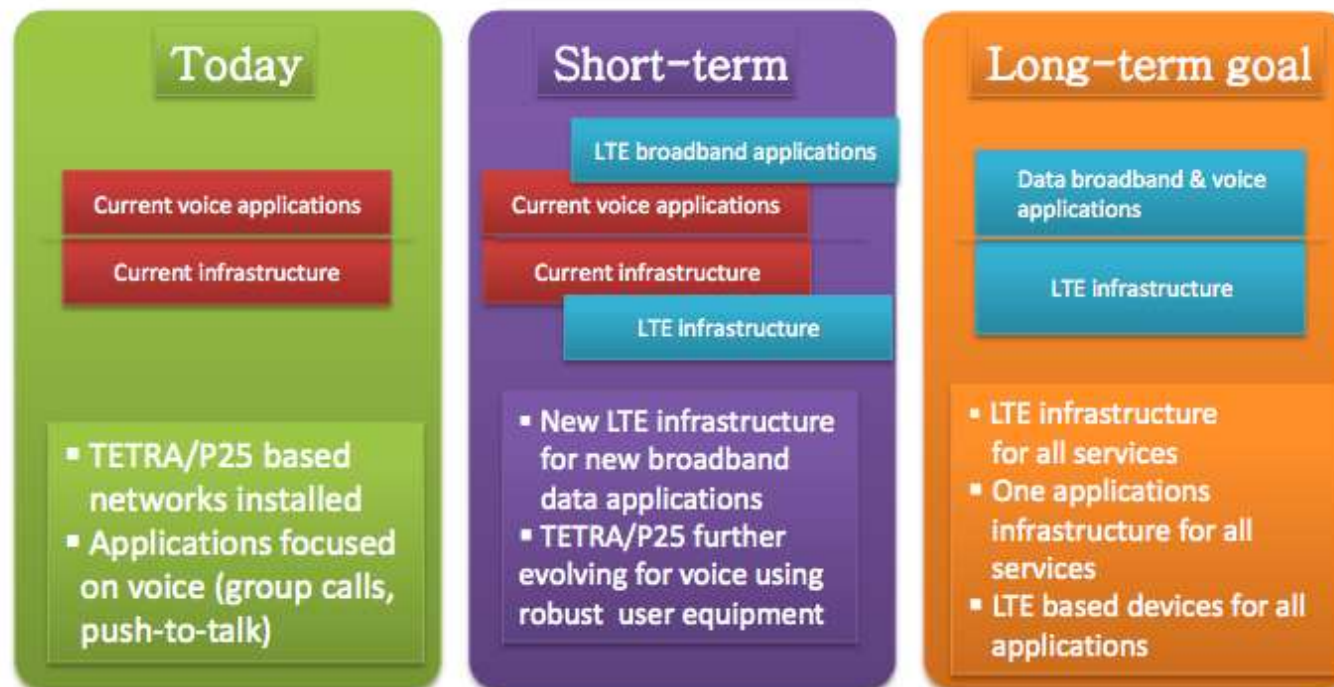 Today
Current voice applications
Current infrastructure
▪ TETRA/P25 based
networks installed
▪ Applications focused
on voice (group calls,
push-to-talk)
Short-term
LTE broadband applications
Current voice applications
Current infrastructure
LTE infrastructure
▪ New LTE infrastructure
for new broadband
data applications
▪ TETRA/P25 further
evolving for voice using
robust user equipment
Long-term goal
Data broadband & voice
applications
LTE infrastructure
▪ LTE infrastructure
for all services
▪ One applications
infrastructure for all
services
▪ LTE based devices for all
applications